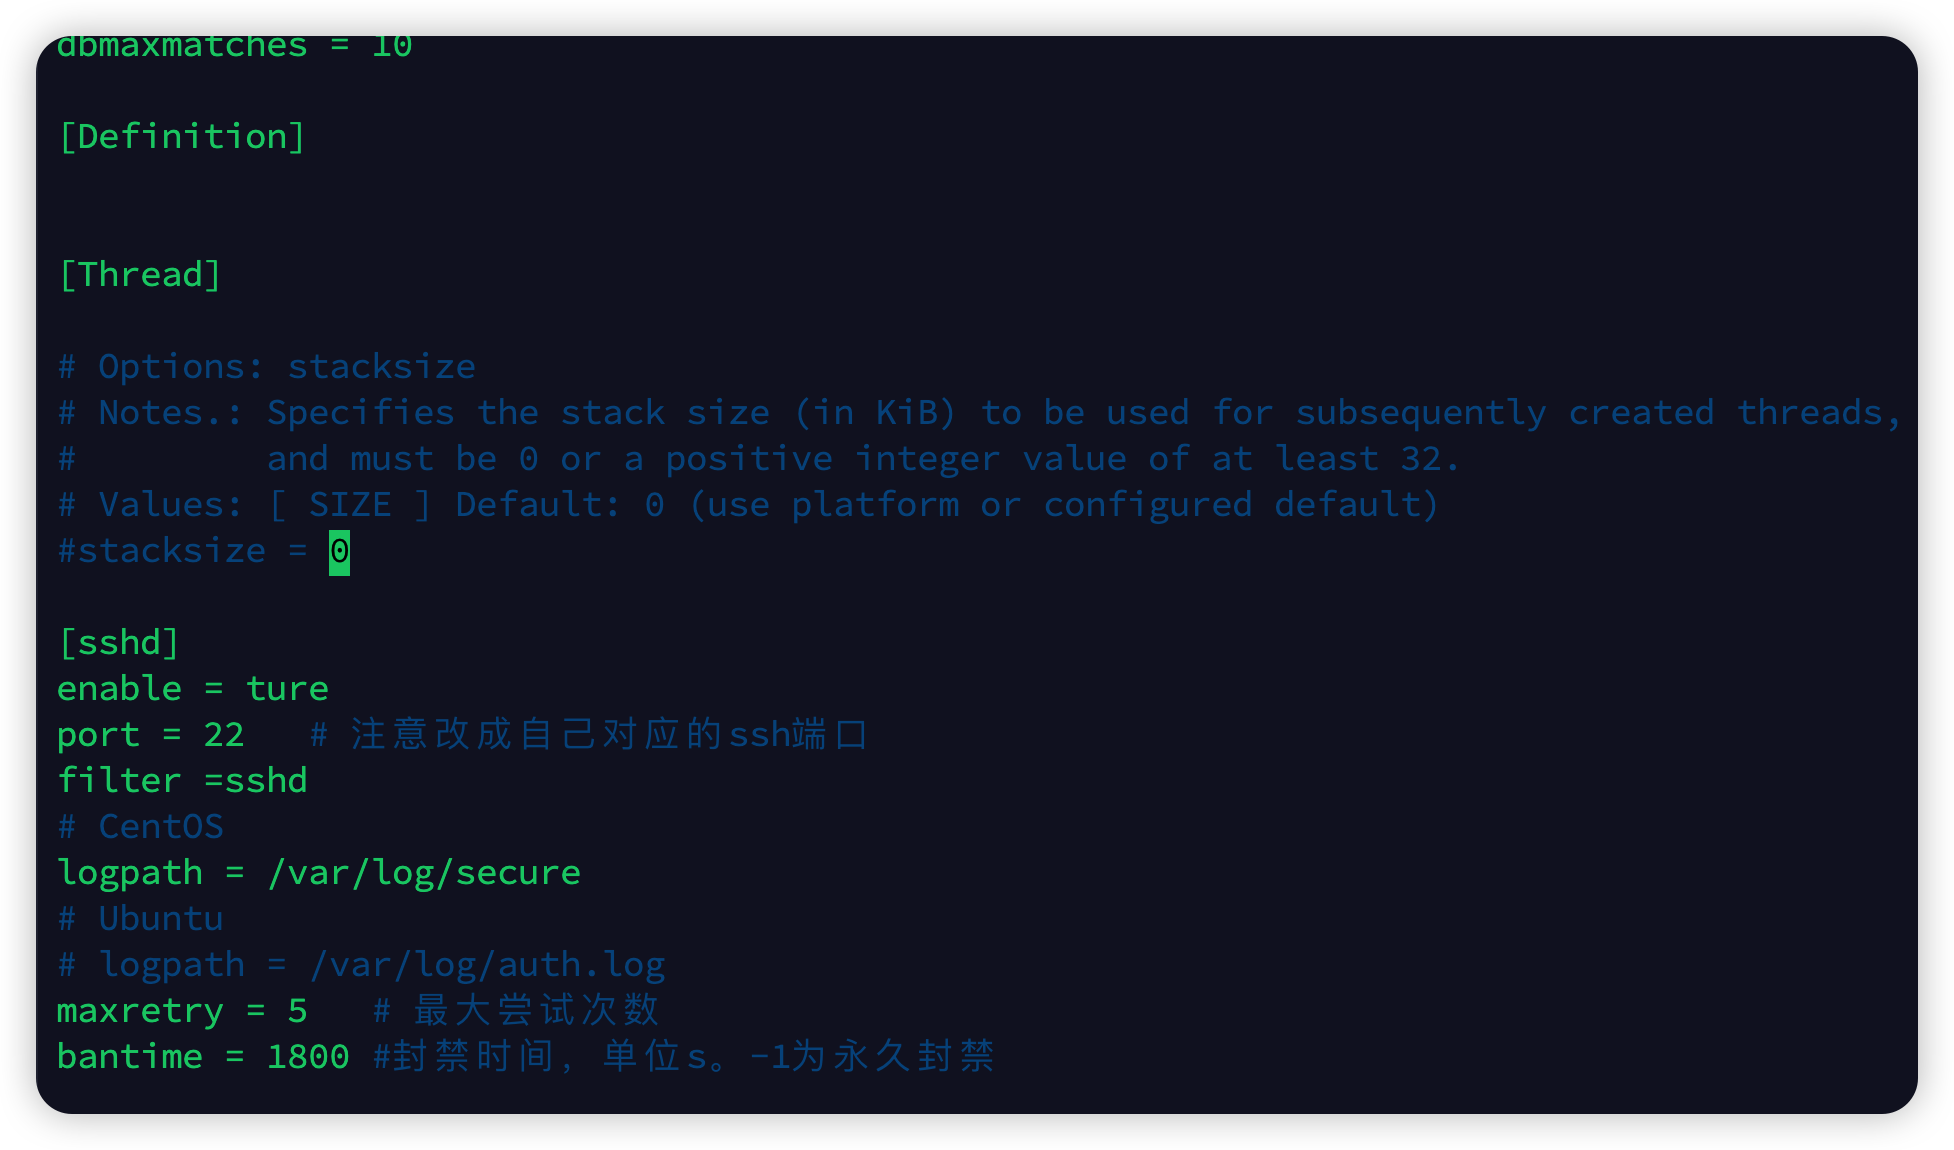 dbmaxmatches = 10
[Definition]
[Thread]
# Options: stacksize
# Notes.: Specifies the stack size (in KiB) to be used for subsequently created threads,
#         and must be 0 or a positive integer value of at least 32.
# Values: [ SIZE ] Default: 0 (use platform or configured default)
#stacksize = 0
[sshd]
enable = ture
port = 22   # 注意改成自己对应的ssh端口
filter =sshd
# CentOS
logpath = /var/log/secure
# Ubuntu
# logpath = /var/log/auth.log
maxretry = 5   # 最大尝试次数
bantime = 1800 #封禁时间，单位s。-1为永久封禁